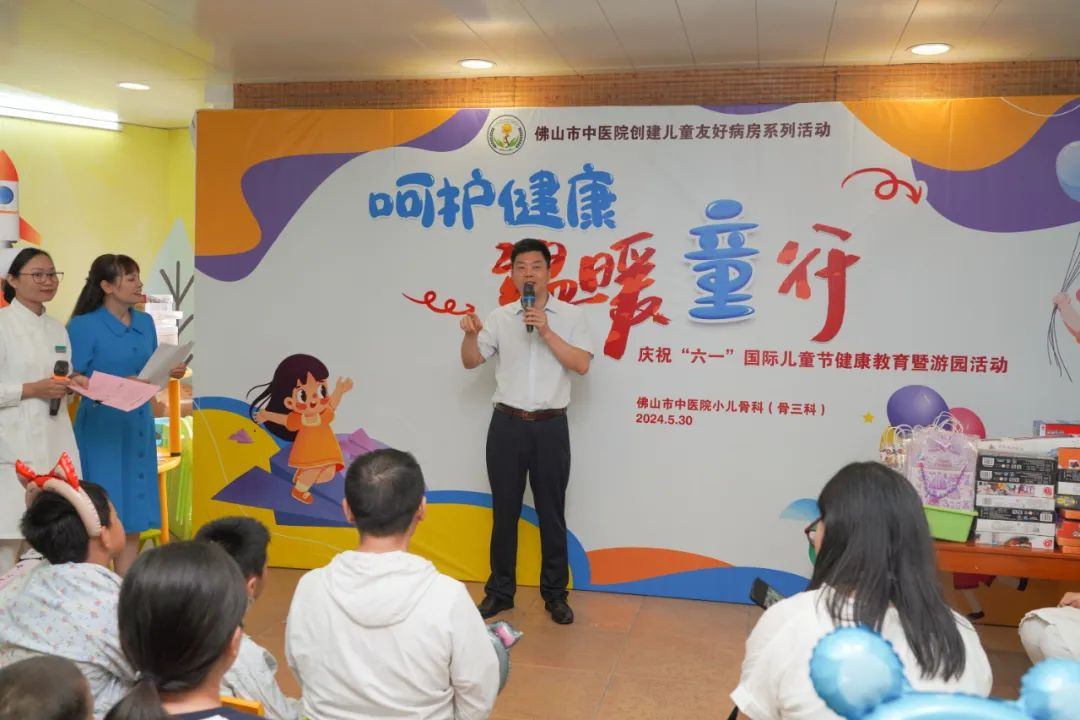 佛山市中医院创建儿童友好病房系列活动
呵护健康
温暖童行
庆祝“六一”国际儿童节健康教育暨游园活动
佛山市中医院小儿骨科（骨三科）
2024.5.30